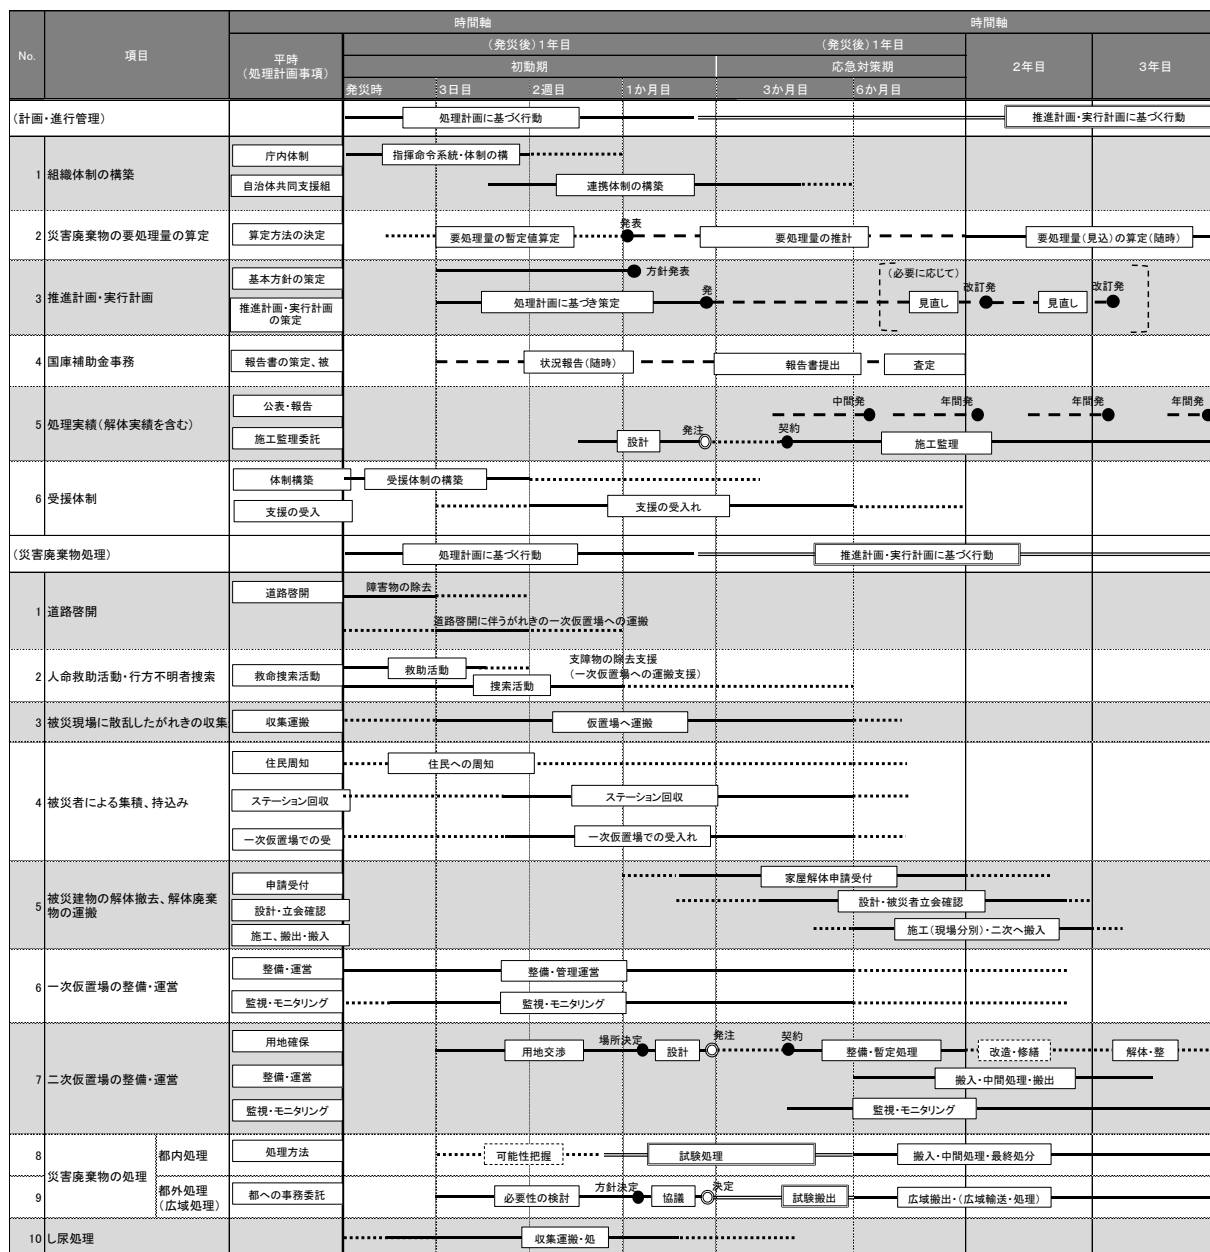 時間軸 時間軸
No. 項目 平時
(処理計画事項)
(発災後)1年目 (発災後)1年目 2年目 3年目
初動期 応急対策期
発災時 3日目 2週目 1か月目 3か月目 6か月目
(計画・進行管理) 処理計画に基づく行動 推進計画・実行計画に基づく行動
1 組織体制の構築
庁内体制 指揮命令系統・体制の構
自治体共同支援組 連携体制の構築
2 災害廃棄物の要処理量の算定 算定方法の決定 要処理量の暫定値算定 発表 要処理量の推計 要処理量(見込)の算定(随時)
3 推進計画・実行計画
基本方針の策定 方針発表 (必要に応じて)
推進計画・実行計画
の策定
処理計画に基づき策定 発 見直し 改訂発 見直し 改訂発
4 国庫補助金事務 報告書の策定、被 状況報告(随時) 報告書提出 査定
5 処理実績(解体実績を含む)
公表・報告 中間発 年間発 年間発 年間発
施工監理委託 設計 発注 契約 施工監理
6 受援体制
体制構築 受援体制の構築
支援の受入 支援の受入れ
(災害廃棄物処理) 処理計画に基づく行動 推進計画・実行計画に基づく行動
1 道路啓開
道路啓開 障害物の除去
道路啓開に伴うがれきの一次仮置場への運搬
2 人命救助活動・行方不明者捜索 救命捜索活動 救助活動 支障物の除去支援
(一次仮置場への運搬支援)
捜索活動
3 被災現場に散乱したがれきの収集 収集運搬 仮置場へ運搬
4 被災者による集積、持込み
住民周知 住民への周知
ステーション回収 ステーション回収
一次仮置場での受 一次仮置場での受入れ
5 被災建物の解体撤去、解体廃棄
物の運搬
申請受付 家屋解体申請受付
設計・立会確認 設計・被災者立会確認
施工、搬出・搬入 施工(現場分別)・二次へ搬入
6 一次仮置場の整備・運営
整備・運営 整備・管理運営
監視・モニタリング 監視・モニタリング
7 二次仮置場の整備・運営
用地確保 用地交渉 場所決定 設計 発注 契約 整備・暫定処理 改造・修繕 解体・整
整備・運営 搬入・中間処理・搬出
監視・モニタリング 監視・モニタリング
災害廃棄物の処理
8 都内処理 処理方法 可能性把握 試験処理 搬入・中間処理・最終処分
9 都外処理
(広域処理)
都への事務委託 必要性の検討 方針決定 協議 決定 試験搬出 広域搬出・(広域輸送・処理)
10 し尿処理 収集運搬・処